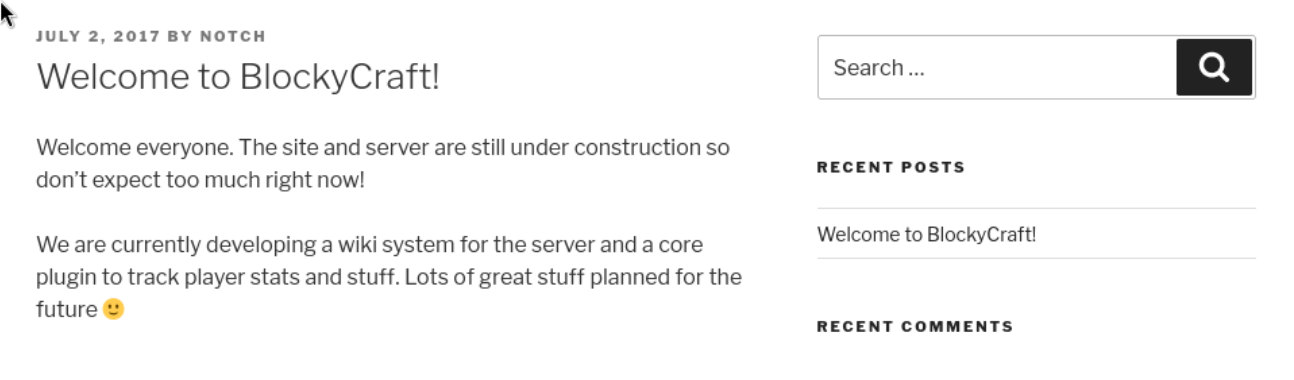 JULY 2, 2017 BY NOTCH
Welcome to BlockyCraft!
Welcome everyone. The site and server are still under construction so
don’t expect too much right now!
We are currently developing a wiki system for the server and a core
plugin to track player stats and stuff. Lots of great stuff planned for the
future 🙂
Search …
RECENT POSTS
Welcome to BlockyCraft!
RECENT COMMENTS